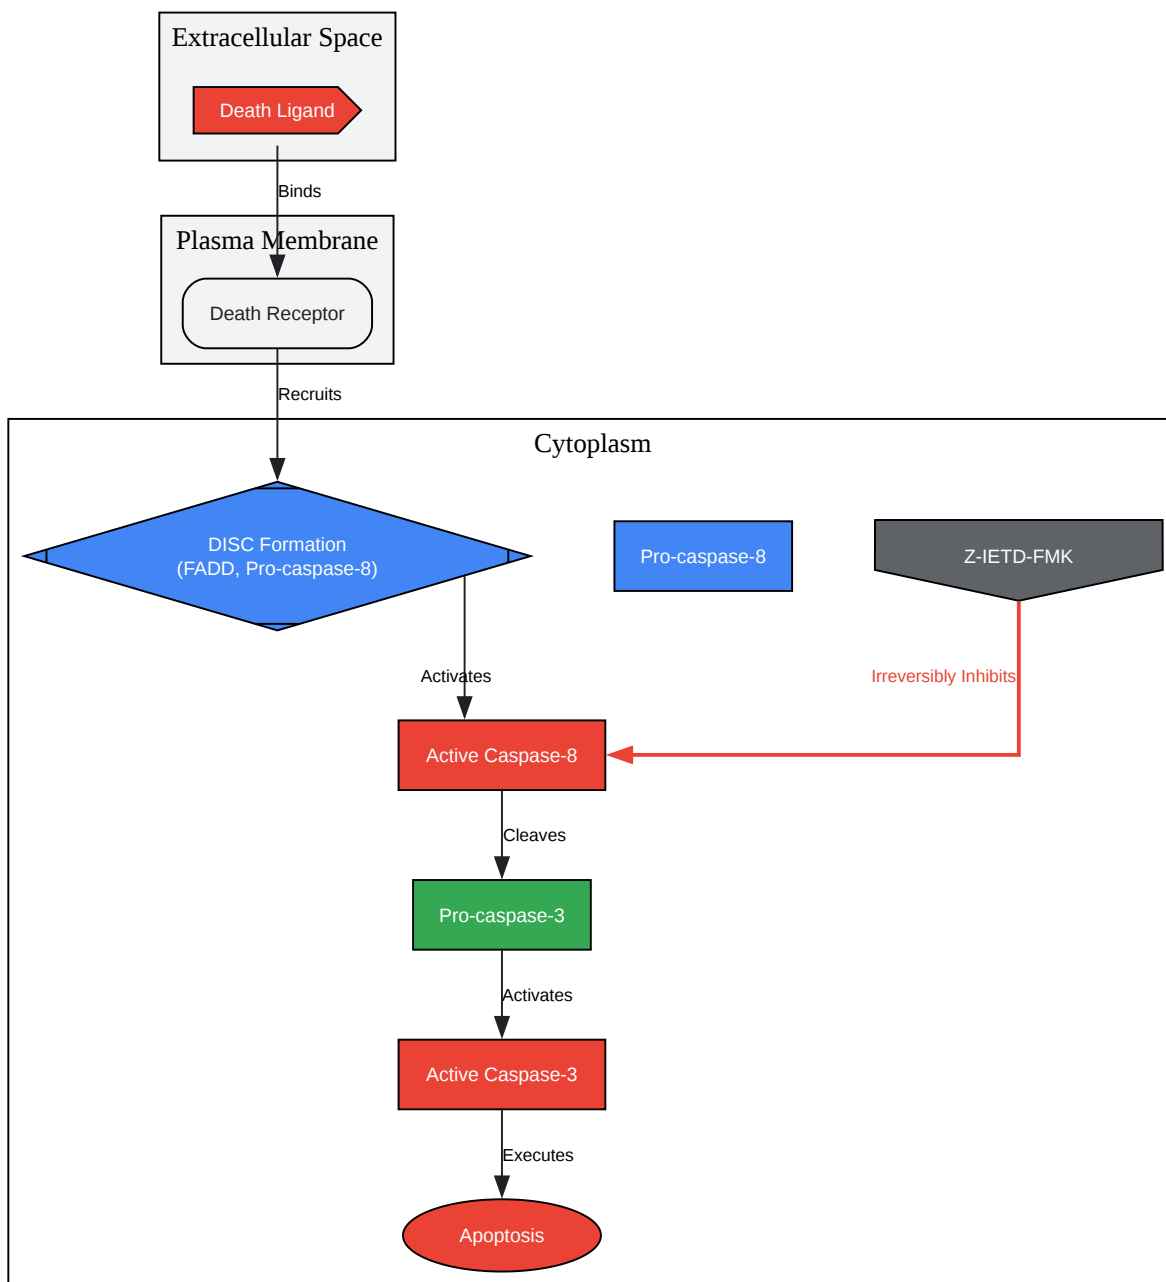 Extracellular Space
Death Ligand
Binds
Plasma Membrane
Death Receptor
Recruits
Cytoplasm
DISC Formation
(FADD, Pro-caspase-8)
Pro-caspase-8
Z-IETD-FMK
Activates
Irreversibly Inhibits
Active Caspase-8
Cleaves
Pro-caspase-3
Activates
Active Caspase-3
Executes
Apoptosis